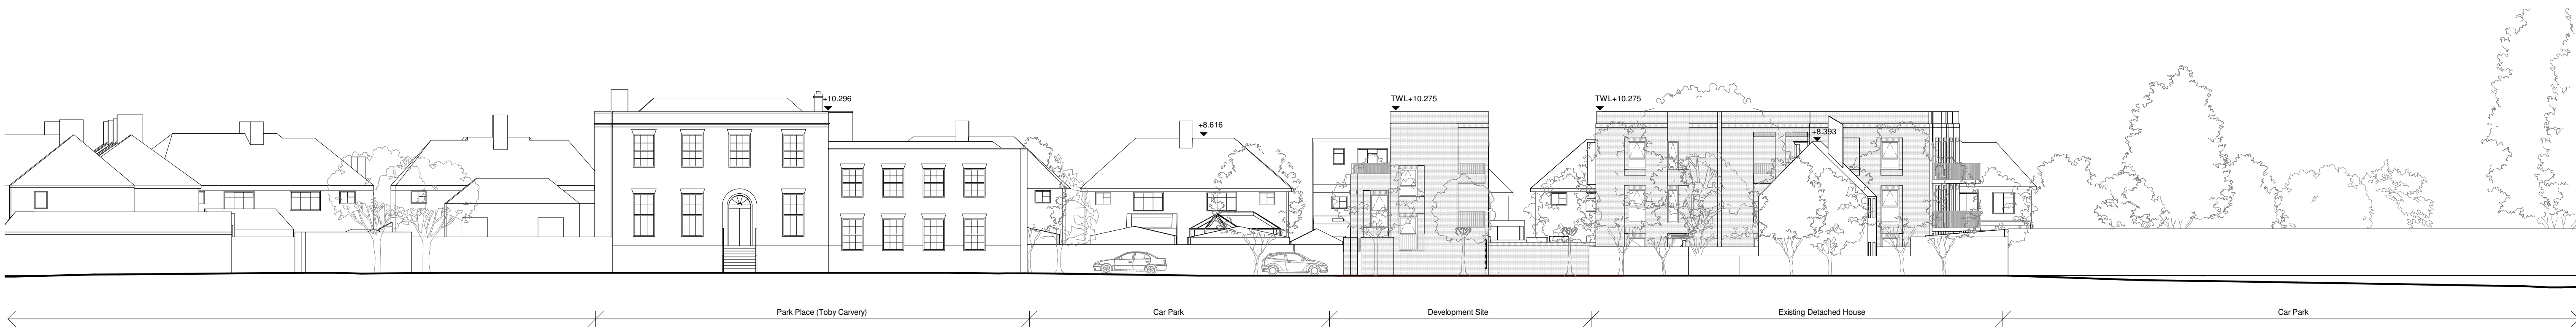 +10.296
+8.616
TWL+10.275
TWL+10.275
+8.393
Park Place (Toby Carvery)
Car Park
Development Site
Existing Detached House
Car Park